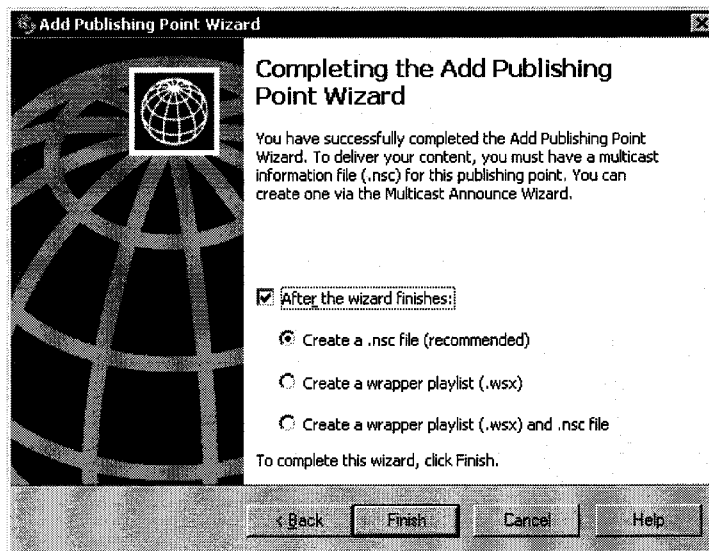 Add Publishing Point Wizard
Completing the Add Publishing
Point Wizard
You have successfully completed the Add Publishing Point
Wizard. To deliver your content, you must have a multicast
information file (.nsc) for this publishing point. You can
create one via the Multicast Announce Wizard.
After the wizard finishes:
Create a .nsc file (recommended)
Create a wrapper playlist (.wsx)
Create a wrapper playlist (.wsx) and .nsc file
To complete this wizard, click Finish.
< Back Finish Cancel Help